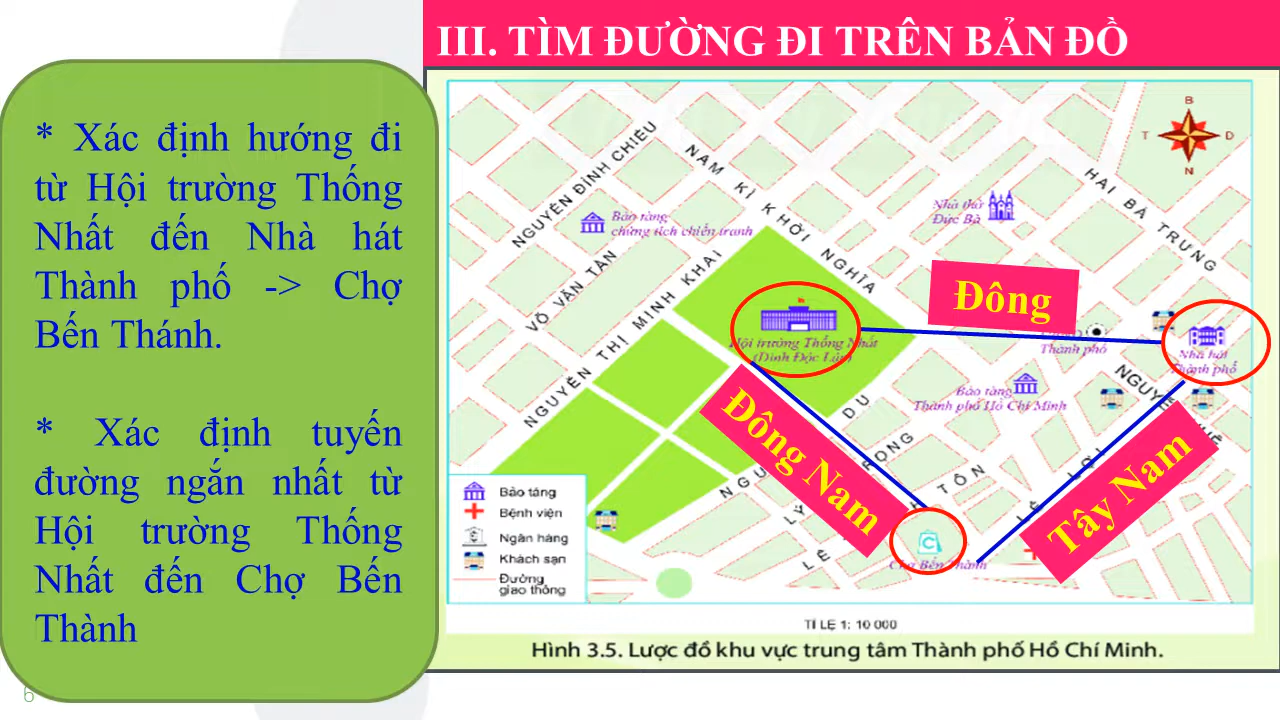 III. TÌM ĐƯỜNG ĐI TRÊN BẢN ĐỒ
* Xác định hướng đi
từ Hội trường Thống
Nhất đến Nhà hát
Thành phố -> Chợ
Bến Thánh.
* Xác định tuyến
đường ngắn nhất từ
Hội trường Thống
Nhất đến Chợ Bến
Thành
6
B
T
D
N
NGUYỄN ĐÌNH CHIỂU
NAM KÌ KHỞI NGHĨA
HAI BÀ TRƯNG
Bảo tàng
chứng tích chiến tranh
Nhà thờ
Đức Bà
VÕ VĂN TẦN
NGUYỄN THỊ MINH KHAI
Đông
Hội trường Thống Nhất
(Dinh Độc Lập)
Thành phố
Nhà hát
Thành phố
Bảo tàng
Thành phố Hồ Chí Minh
DU
Đông Nam
Tây Nam
Chợ Bến Thành
Bảo tàng
Bệnh viện
Ngân hàng
Khách sạn
Đường
giao thông
TỈ LỆ 1: 10 000
Hình 3.5. Lược đồ khu vực trung tâm Thành phố Hồ Chí Minh.